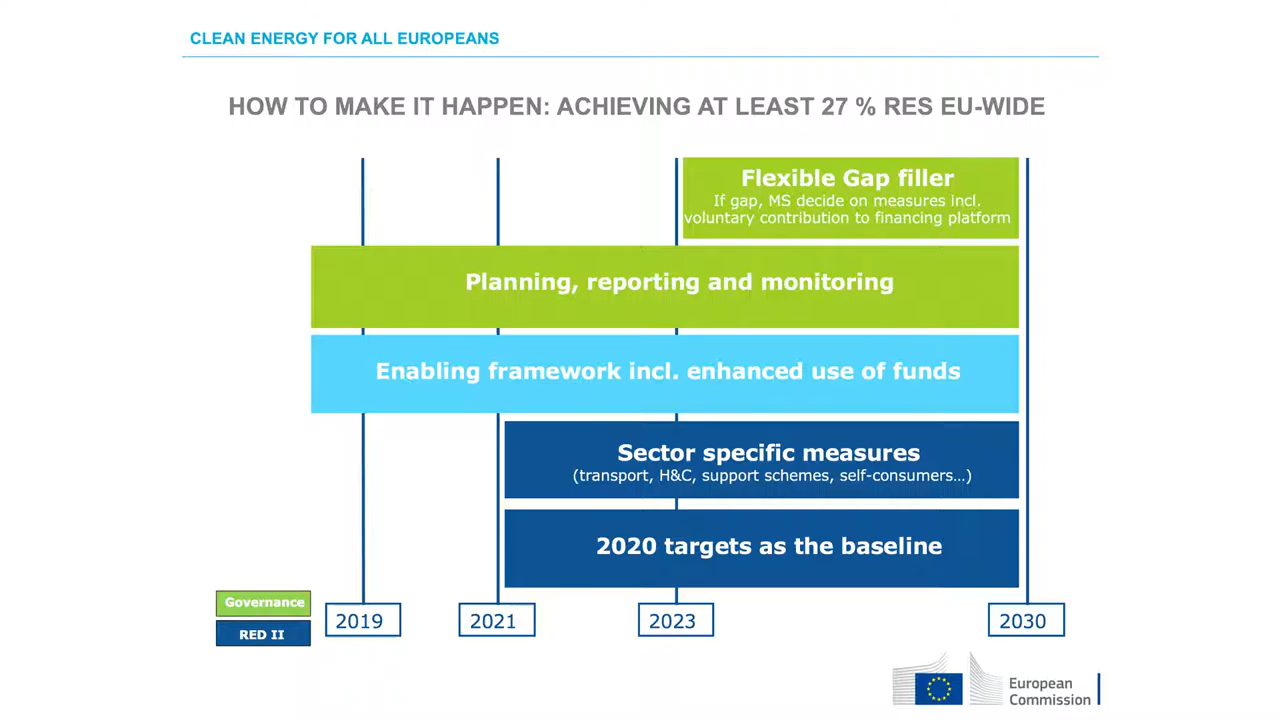 CLEAN ENERGY FOR ALL EUROPEANS
HOW TO MAKE IT HAPPEN: ACHIEVING AT LEAST 27 % RES EU-WIDE
Flexible Gap filler
If gap, MS decide on measures incl.
voluntary contribution to financing platform
Planning, reporting and monitoring
Enabling framework incl. enhanced use of funds
Sector specific measures
(transport, H&C, support schemes, self-consumers…)
2020 targets as the baseline
Governance
RED II
2019
2021
2023
2030
European
Commission